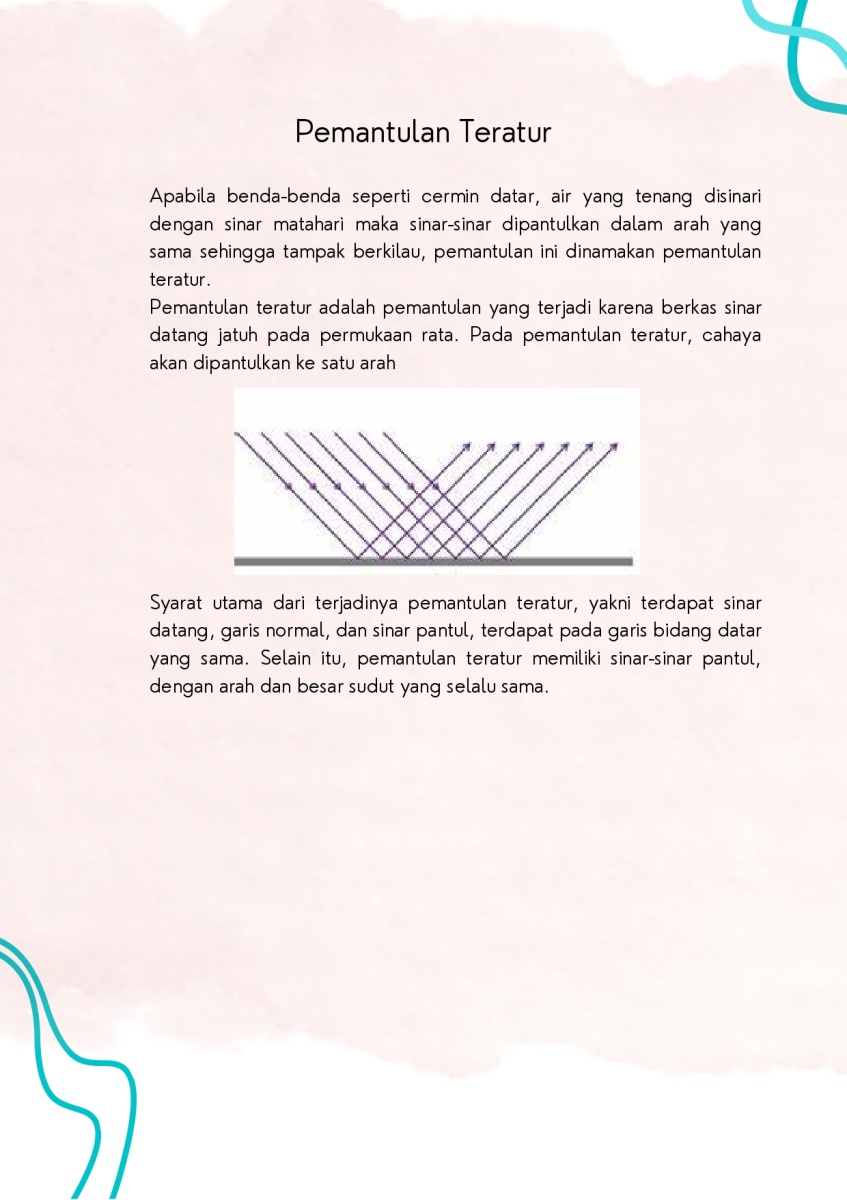 Pemantulan Teratur
Apabila benda-benda seperti cermin datar, air yang tenang disinari
dengan sinar matahari maka sinar-sinar dipantulkan dalam arah yang
sama sehingga tampak berkilau, pemantulan ini dinamakan pemantulan
teratur.
Pemantulan teratur adalah pemantulan yang terjadi karena berkas sinar
datang jatuh pada permukaan rata. Pada pemantulan teratur, cahaya
akan dipantulkan ke satu arah
Syarat utama dari terjadinya pemantulan teratur, yakni terdapat sinar
datang, garis normal, dan sinar pantul, terdapat pada garis bidang datar
yang sama. Selain itu, pemantulan teratur memiliki sinar-sinar pantul,
dengan arah dan besar sudut yang selalu sama.